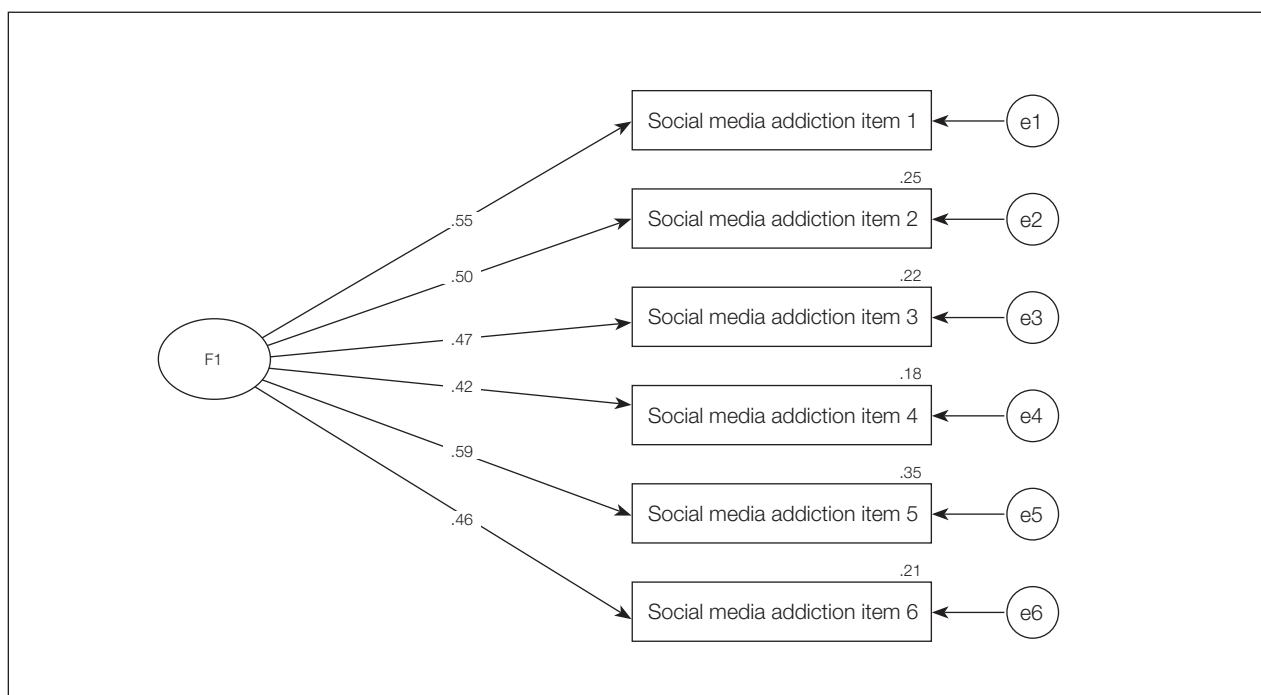 Social media addiction item 1
e1
.25
.55
Social media addiction item 2
e2
.50
.22
Social media addiction item 3
e3
.47
F1
.18
.42
Social media addiction item 4
e4
.59
.35
Social media addiction item 5
e5
.46
.21
Social media addiction item 6
e6